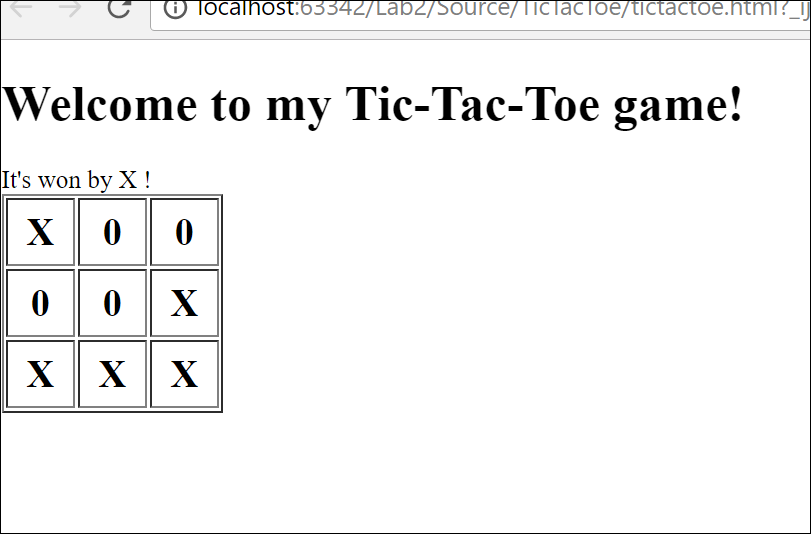 localhost:63342/Lab2/Source/TicTacToe/tictactoe.html?_ij
Welcome to my Tic-Tac-Toe game!
It's won by X !
X 0 0
0 0 X
X X X